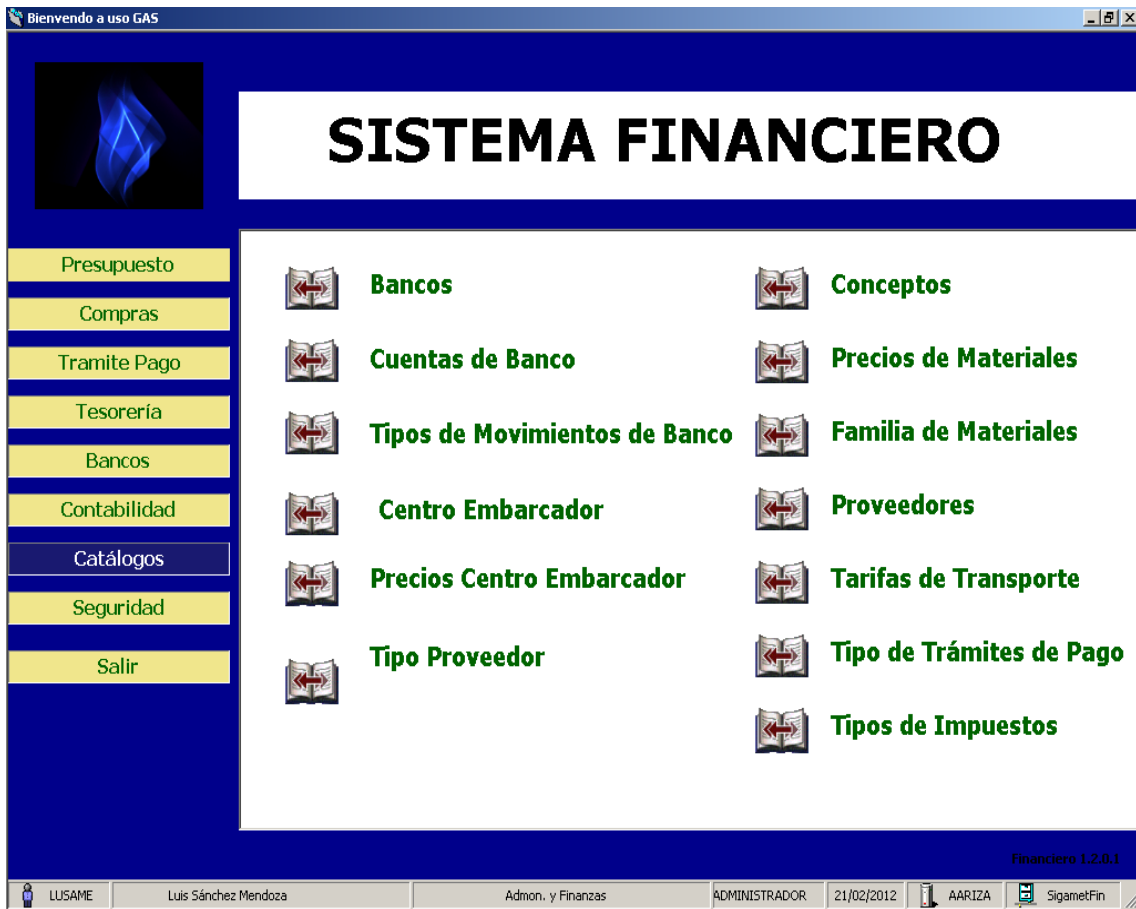 Bienvendo a uso GAS
SISTEMA FINANCIERO
Presupuesto
Compras
Tramite Pago
Tesorería
Bancos
Contabilidad
Catálogos
Seguridad
Salir
Bancos
Cuentas de Banco
Tipos de Movimientos de Banco
Centro Embarcador
Precios Centro Embarcador
Tipo Proveedor
Conceptos
Precios de Materiales
Familia de Materiales
Proveedores
Tarifas de Transporte
Tipo de Trámites de Pago
Tipos de Impuestos
Financiero 1.2.0.1
LUSAME Luis Sánchez Mendoza Admon. y Finanzas ADMINISTRADOR 21/02/2012 AARIZA SigametFin